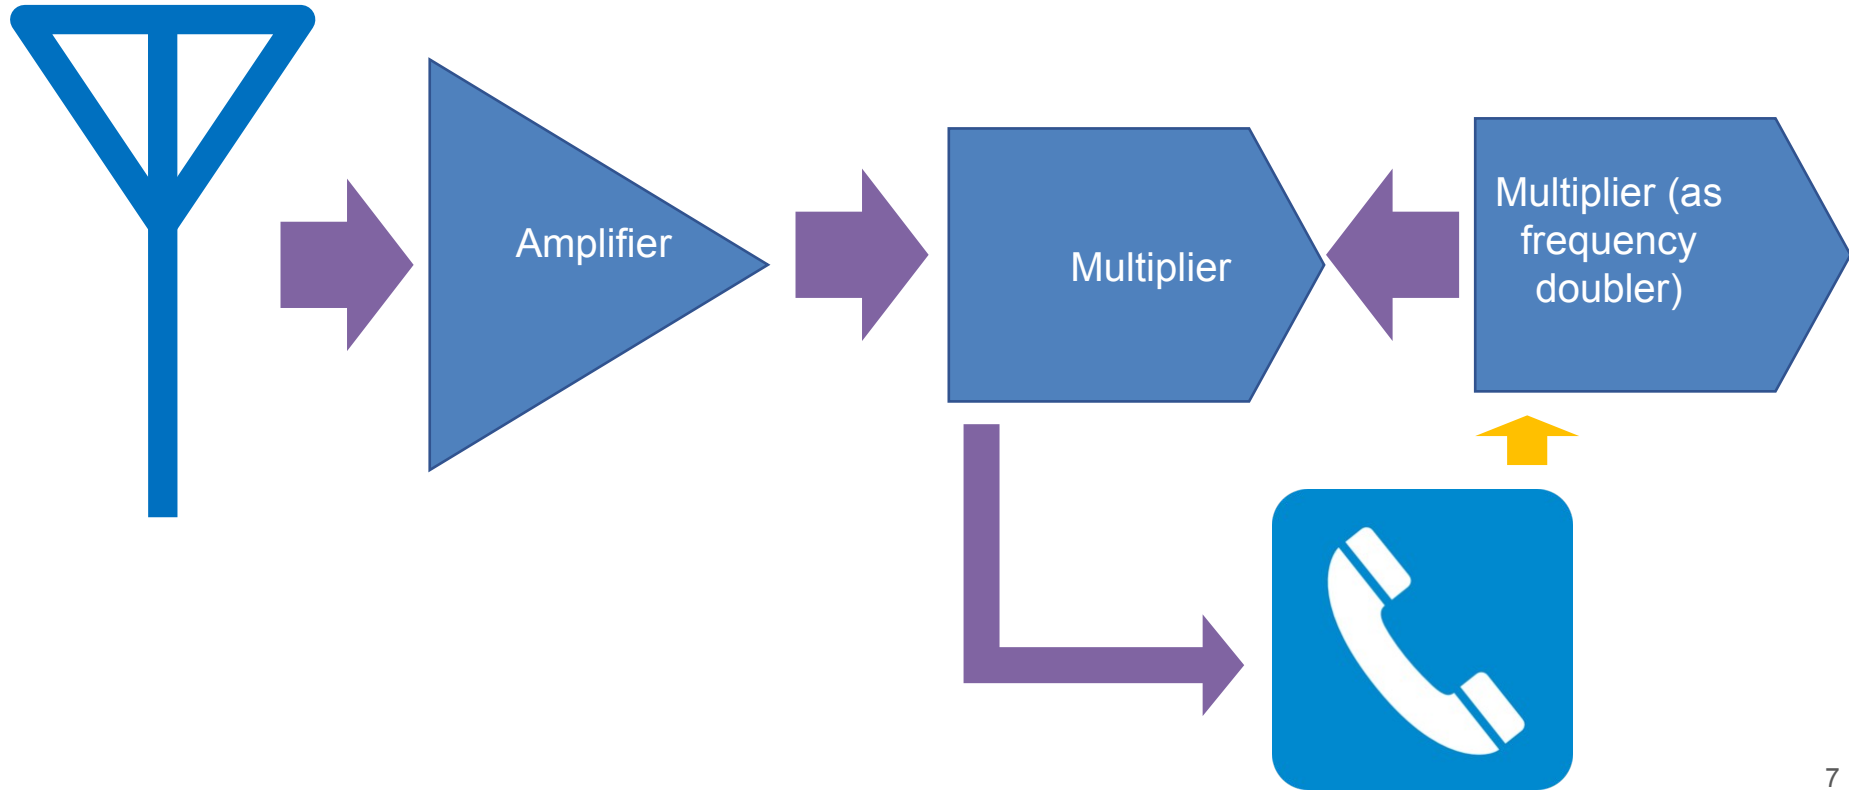 Amplifier
Multiplier
Multiplier (as
frequency
doubler)
7